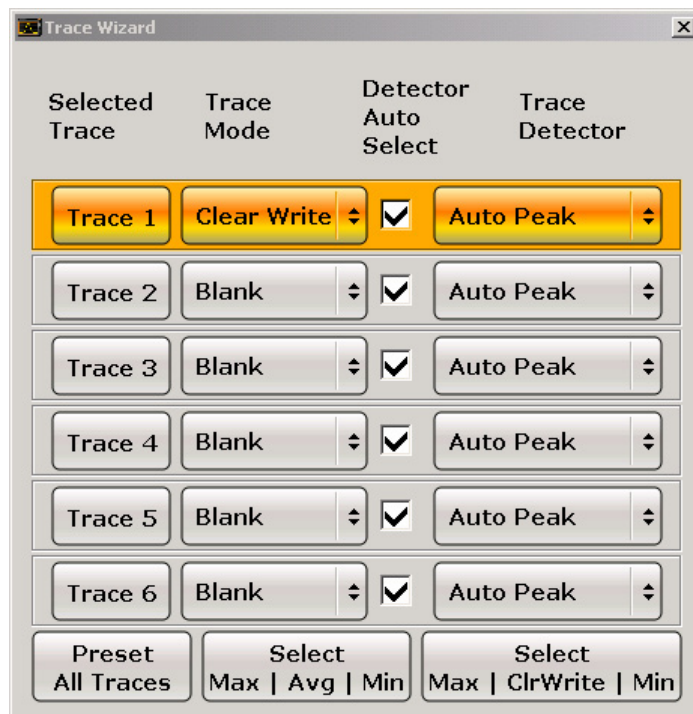 Trace Wizard
Selected Trace Detector Auto Select Trace
Trace Mode Detector
Trace 1 Clear Write Auto Peak
Trace 2 Blank Auto Peak
Trace 3 Blank Auto Peak
Trace 4 Blank Auto Peak
Trace 5 Blank Auto Peak
Trace 6 Blank Auto Peak
Preset Select Select
All Traces Max | Avg | Min Max | ClrWrite | Min